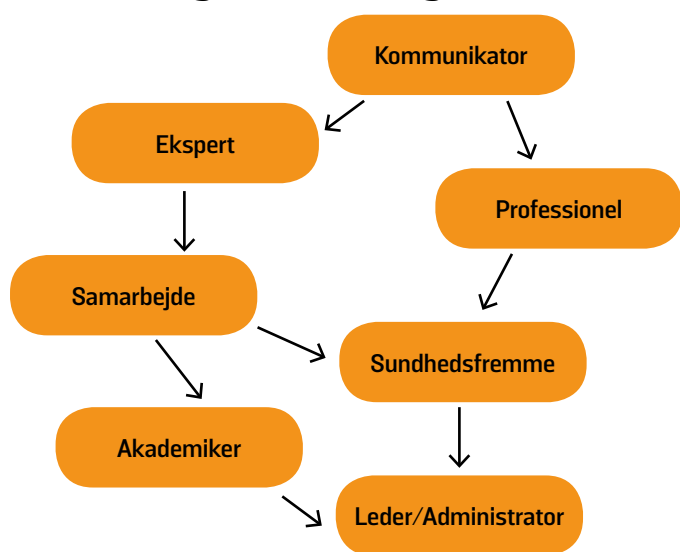 Kommunikator
Ekspert
Professionel
Samarbejde
Sundhedsfremme
Akademiker
Leder/Administrator